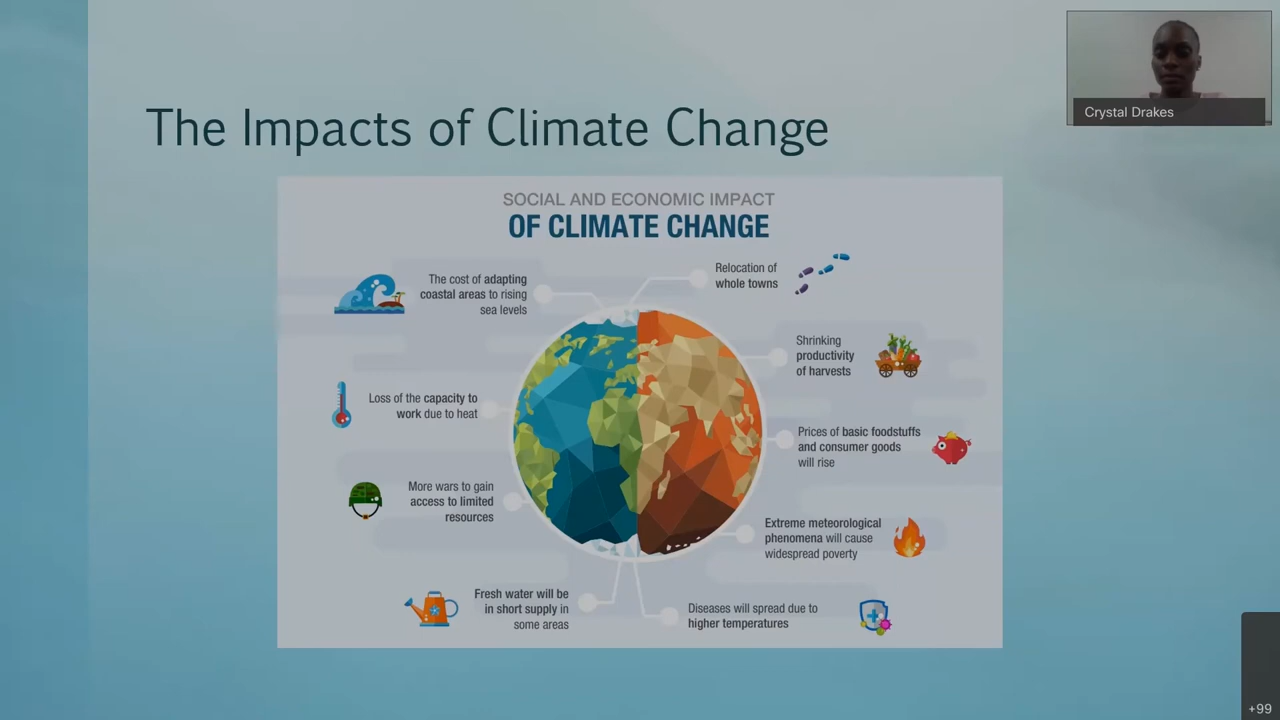 Crystal Drakes
The Impacts of Climate Change
SOCIAL AND ECONOMIC IMPACT
OF CLIMATE CHANGE
The cost of adapting
coastal areas to rising
sea levels
Relocation of
whole towns
Shrinking
productivity
of harvests
Loss of the capacity to
work due to heat
Prices of basic foodstuffs
and consumer goods
will rise
More wars to gain
access to limited
resources
Extreme meteorological
phenomena will cause
widespread poverty
Fresh water will be
in short supply in
some areas
Diseases will spread due to
higher temperatures
+99